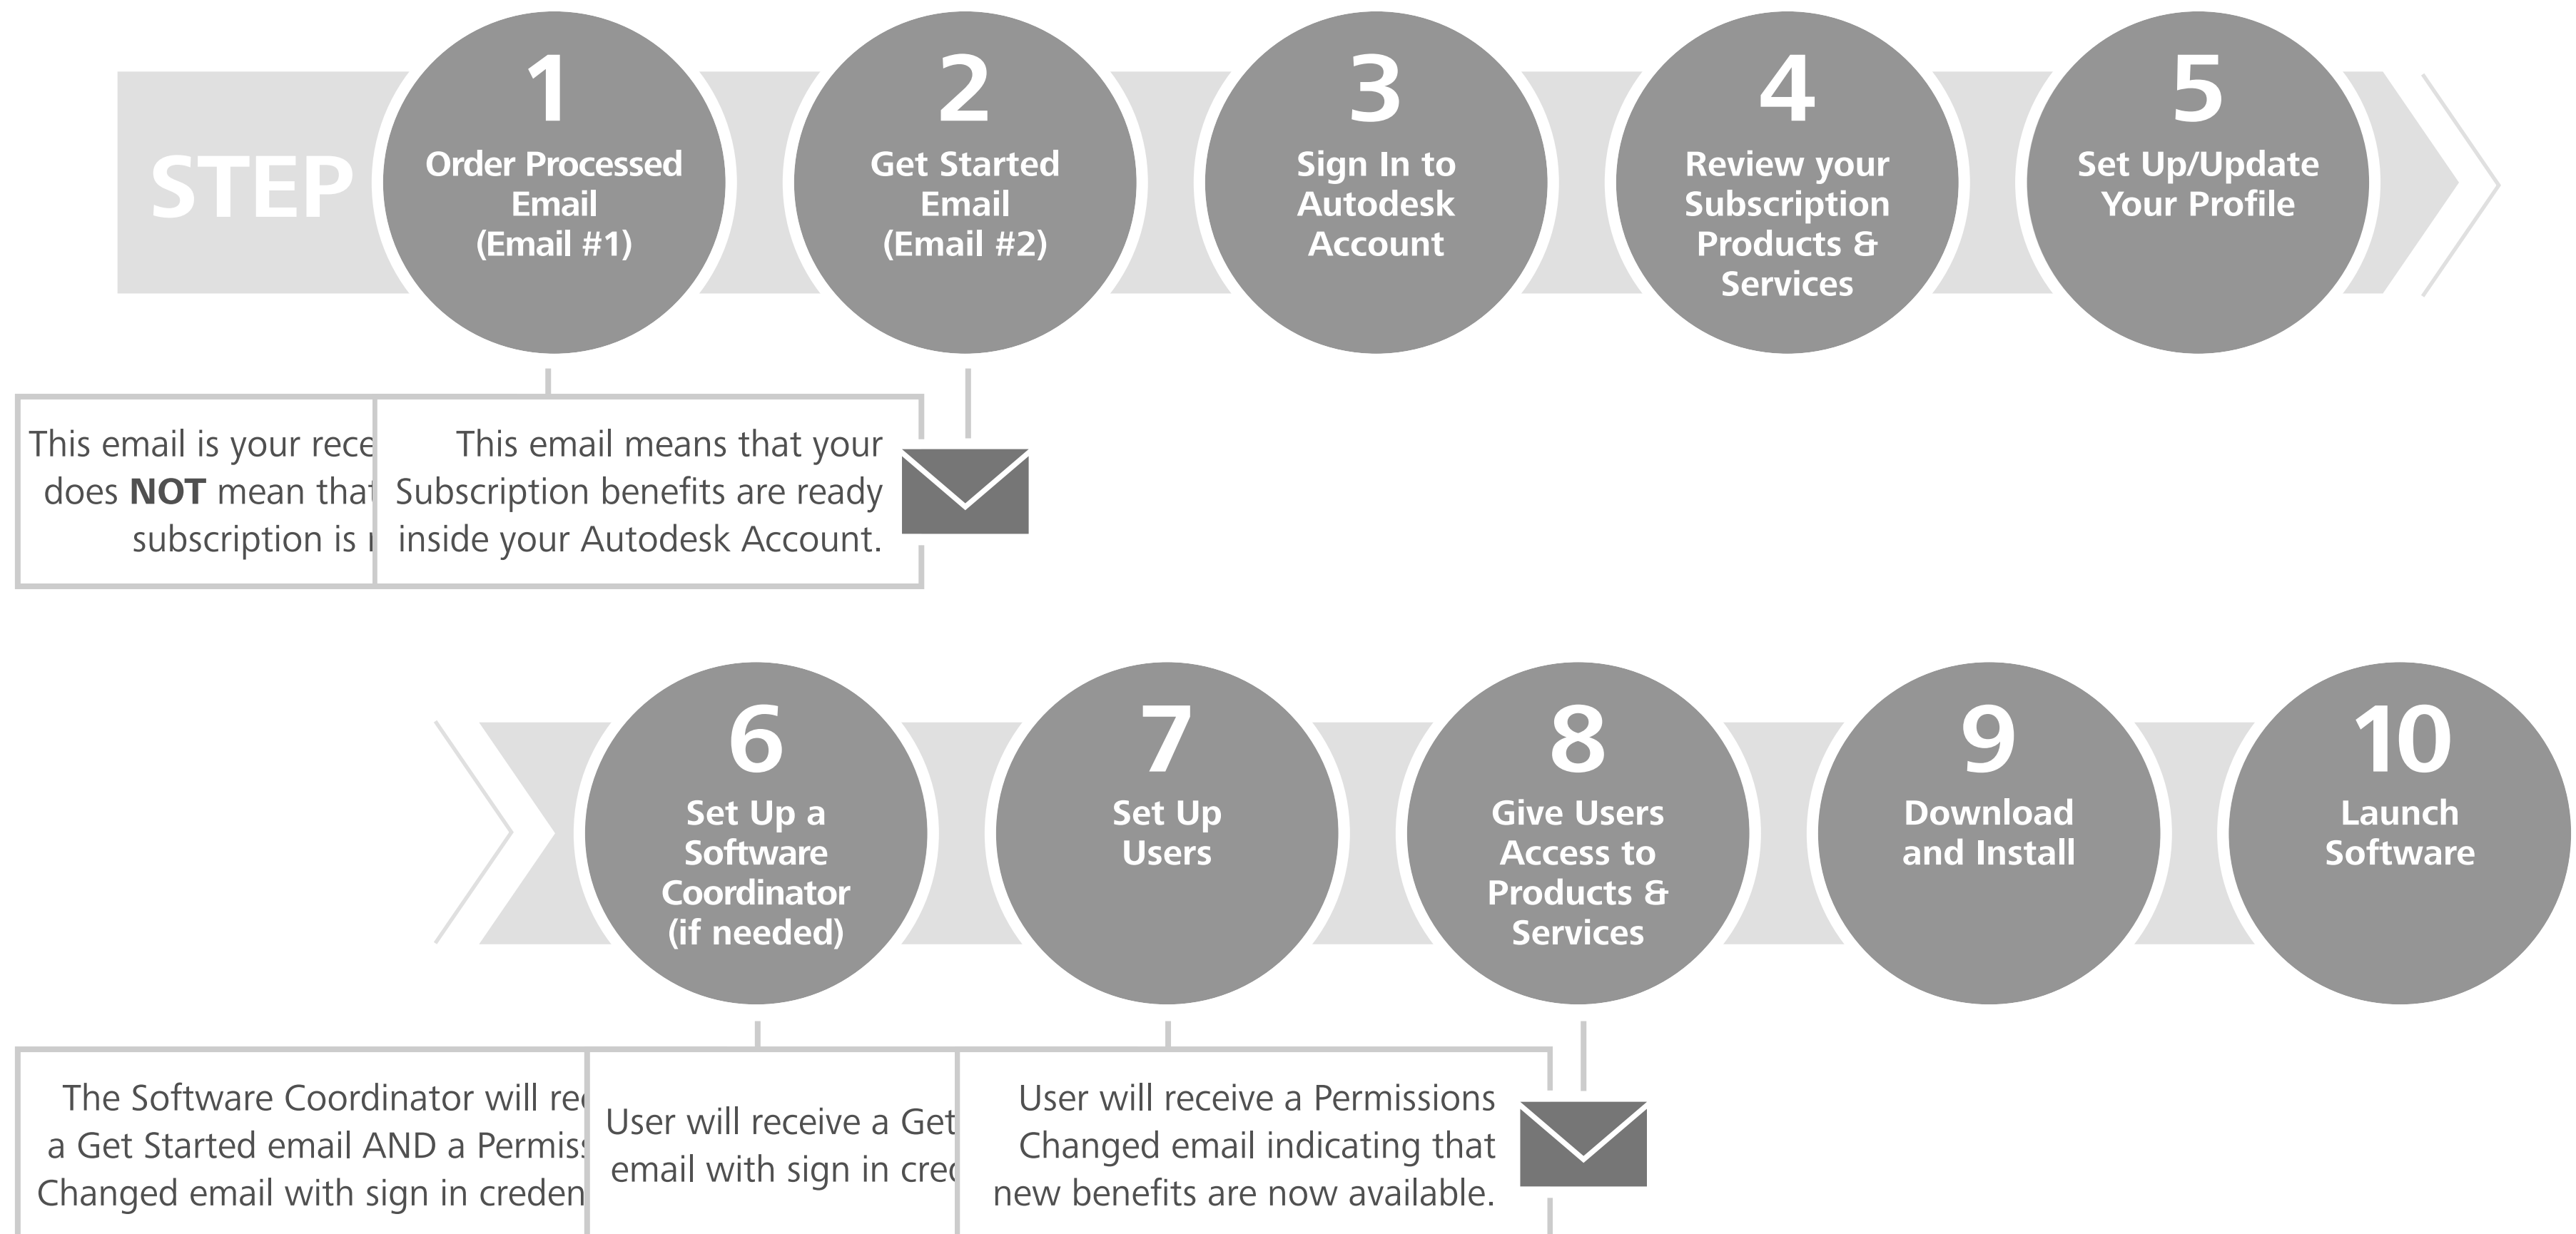 STEP
1
Order Processed
Email
(Email #1)
2
Get Started
Email
(Email #2)
3
Sign In to
Autodesk
Account
4
Review your
Subscription
Products &
Services
5
Set Up/Update
Your Profile
This email is your
does NOT mean that
subscription is
This email means that your
Subscription benefits are ready
inside your Autodesk Account.
6
Set Up a
Software
Coordinator
(if needed)
7
Set Up
Users
8
Give Users
Access to
Products &
Services
9
Download
and Install
10
Launch
Software
The Software Coordinator will
a Get Started email AND a
Changed email with sign in
User will receive a Get
email with sign in
User will receive a Permissions
Changed email indicating that
new benefits are now available.